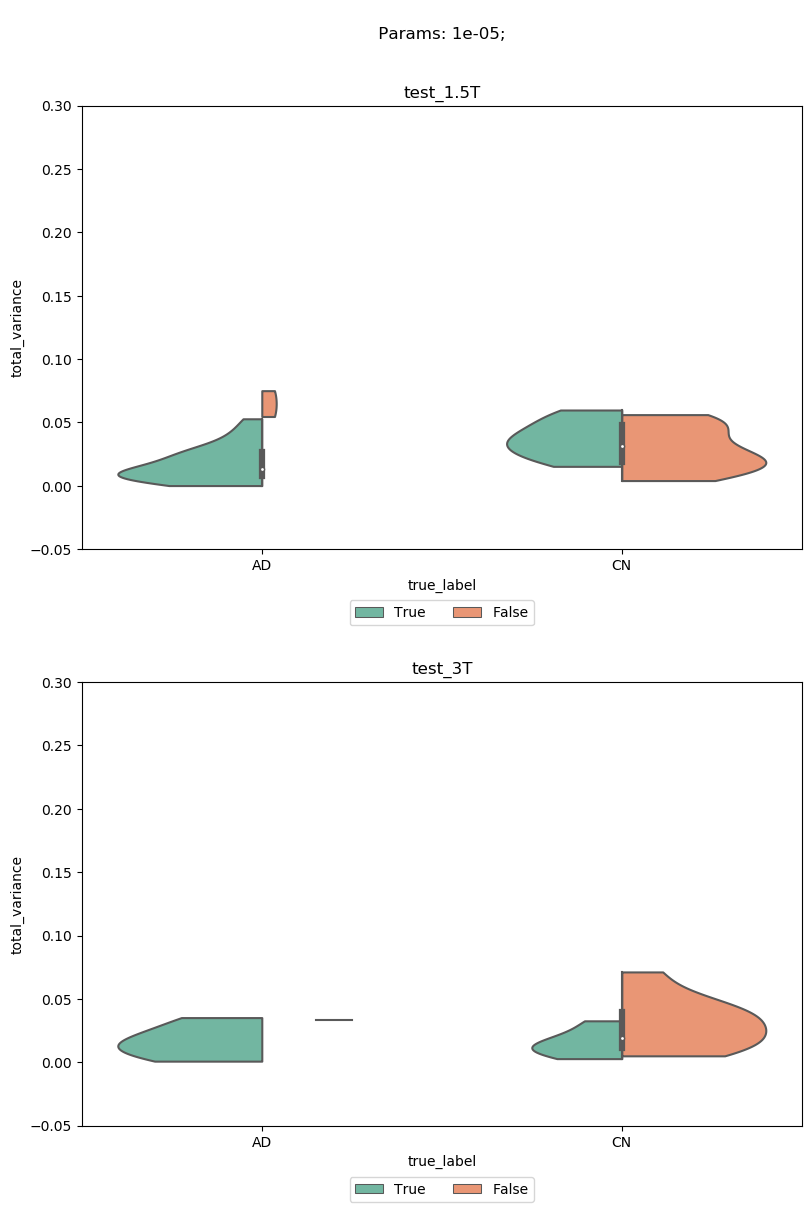 Params: 1e-05;
test_1.5T
0.30
0.25
0.20
0.15
0.10
0.05
0.00
−0.05
total_variance
AD
CN
true_label
True
False
test_3T
0.30
0.25
0.20
0.15
0.10
0.05
0.00
−0.05
total_variance
AD
CN
true_label
True
False